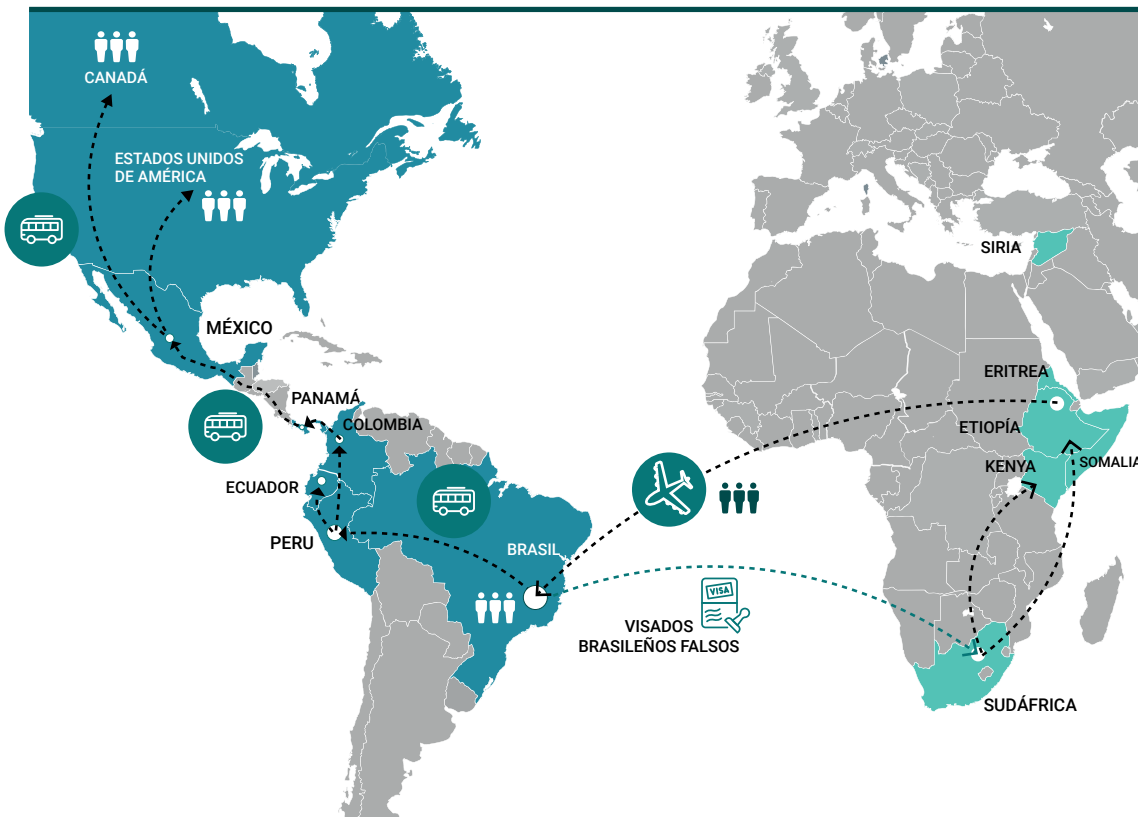 CANADÁ
ESTADOS UNIDOS
DE AMÉRICA
SIRIA
MÉXICO
ERITREA
PANAMÁ
COLOMBIA
ETIOPÍA
KENYA
SOMALIA
ECUADOR
PERU
BRASIL
VISA
VISADOS
BRASILEÑOS FALSOS
SUDÁFRICA